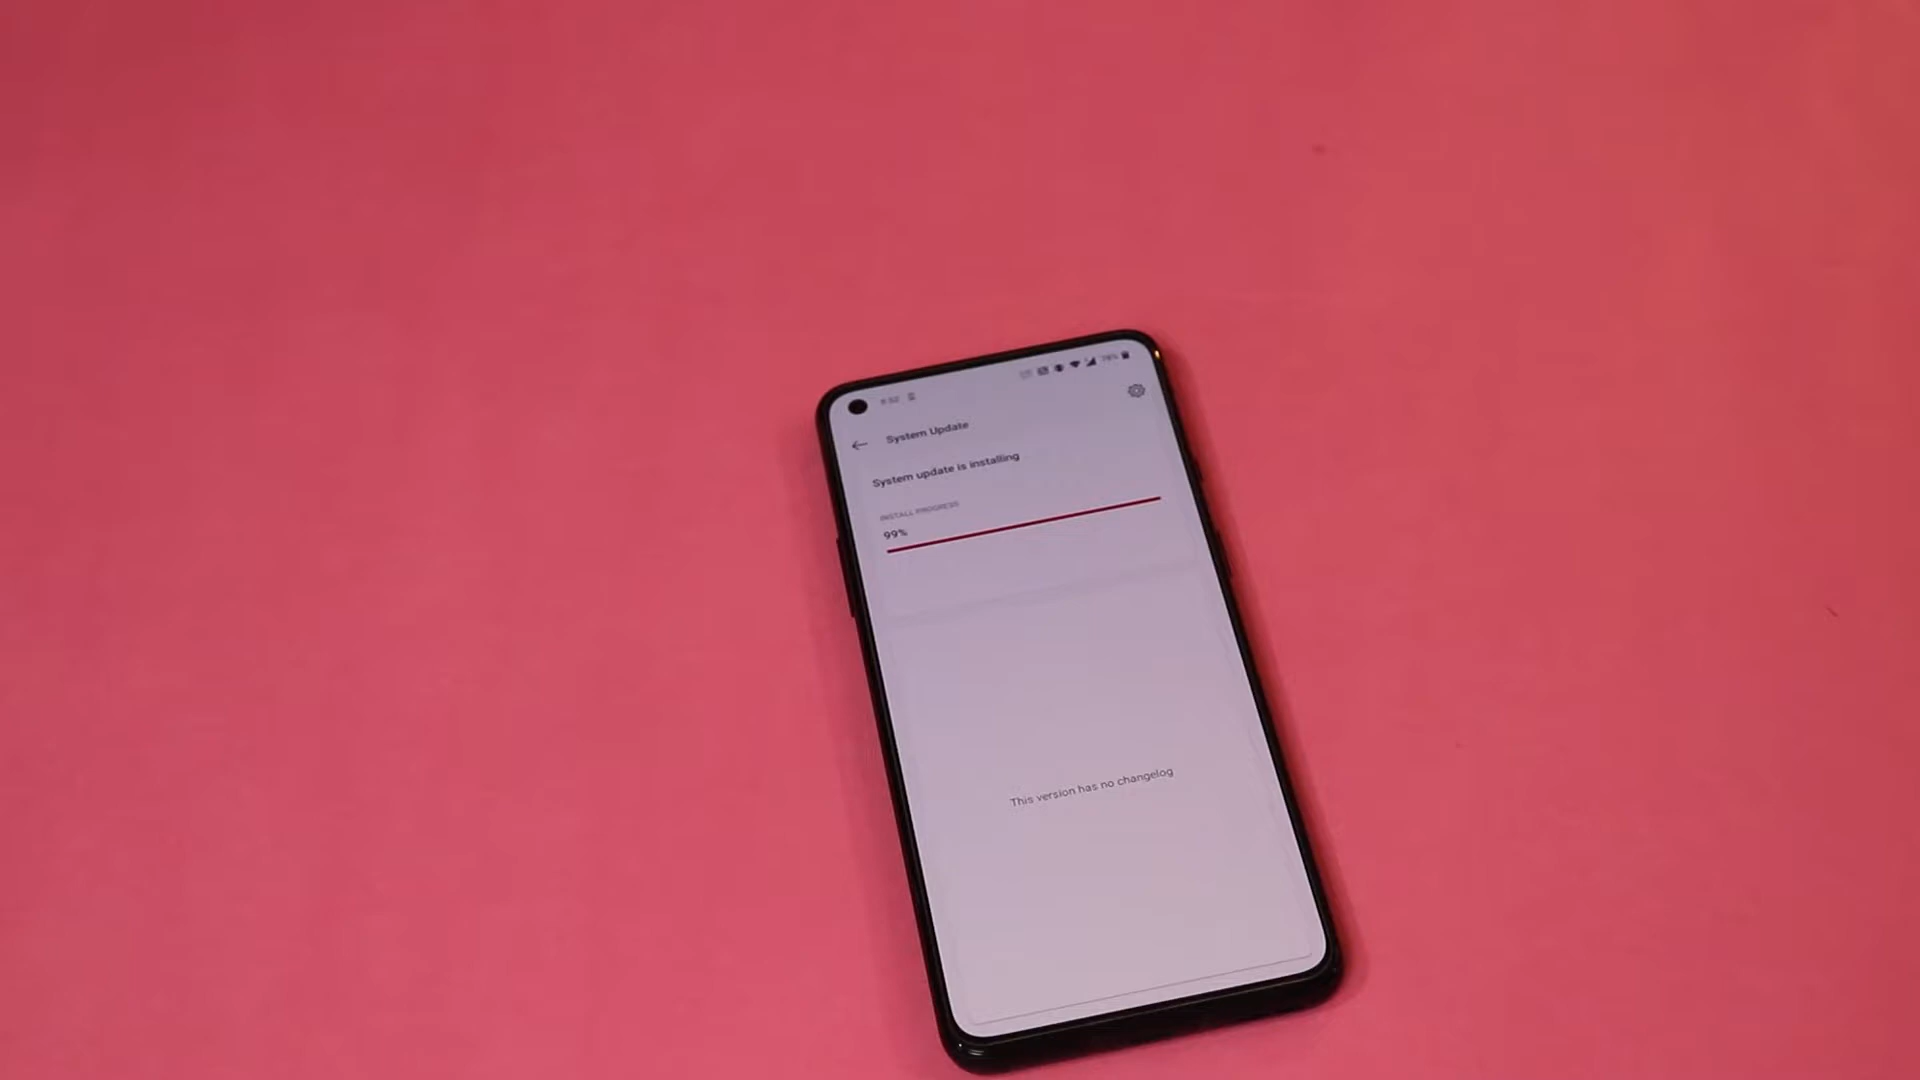 System Update
System update is installing
INSTALL PROGRESS
99%
This version has no changelog